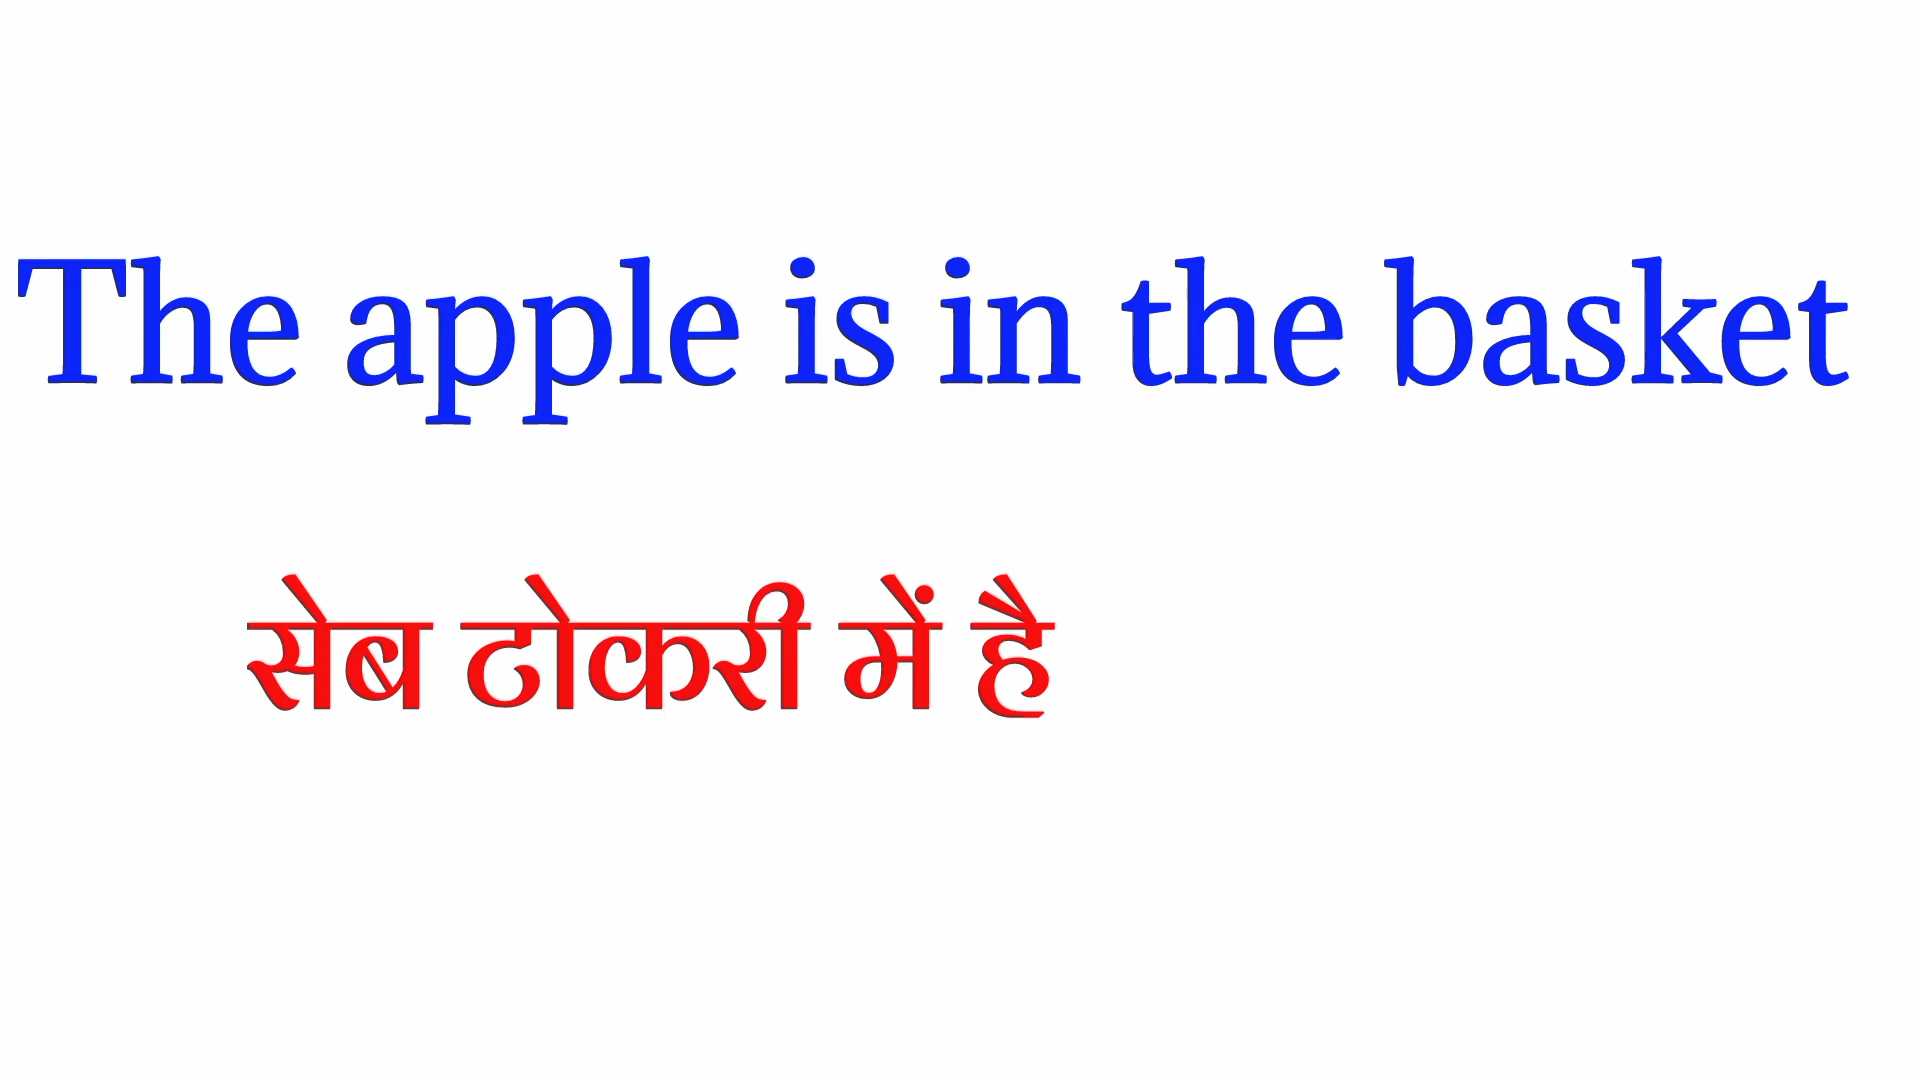 The apple is in the basket
सेब टोकरी में है